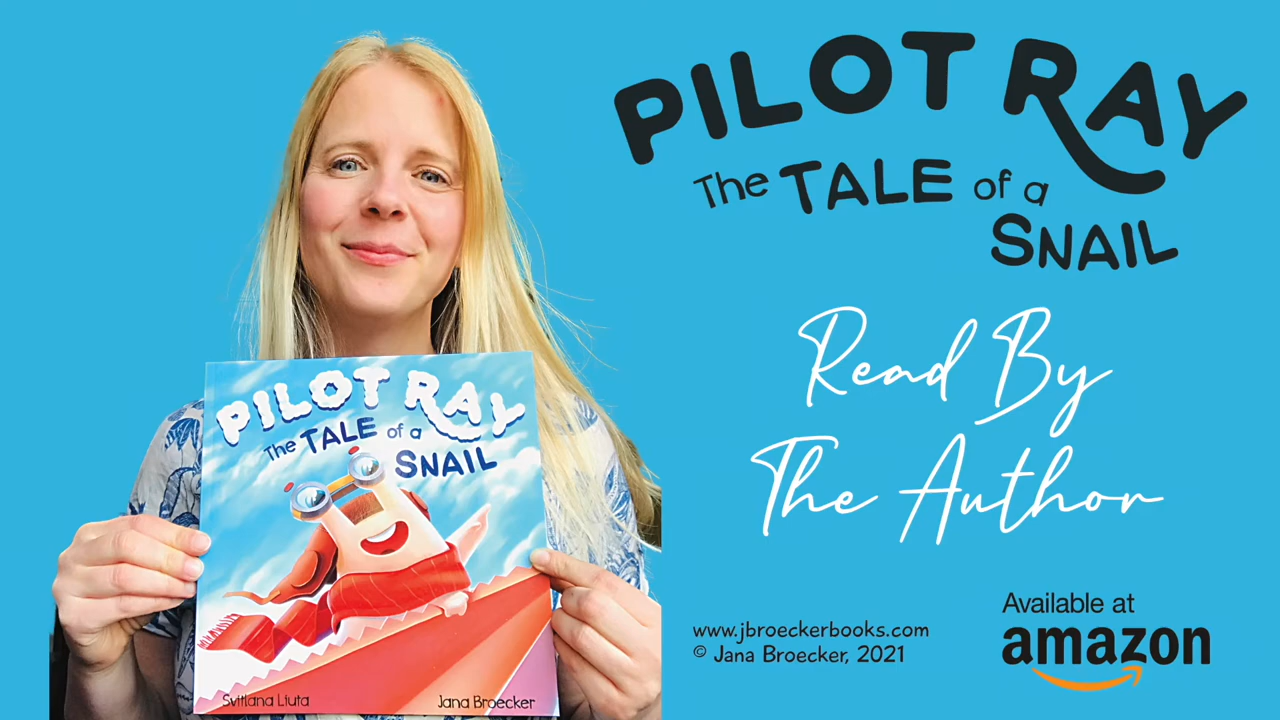 PILOT RAY
The TALE of a
SNAIL
Read By
The Author
www.jbroeckerbooks.com
© Jana Broecker, 2021
Available at
amazon
PILOT RAY
The TALE of a
SNAIL
Svitlana Liuta
Jana Broecker